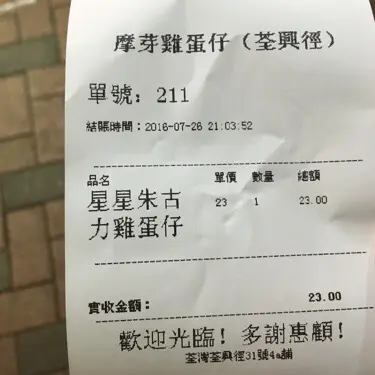 摩芽雞蛋仔（荃興徑）
單號：211
結賬時間：2016-07-26 21:03:52
品名 單價 數量 總額
星星朱古 23 1 23.00
力雞蛋仔
實收金額： 23.00
歡迎光臨！多謝惠顧！
荃灣荃興徑31號4a舖